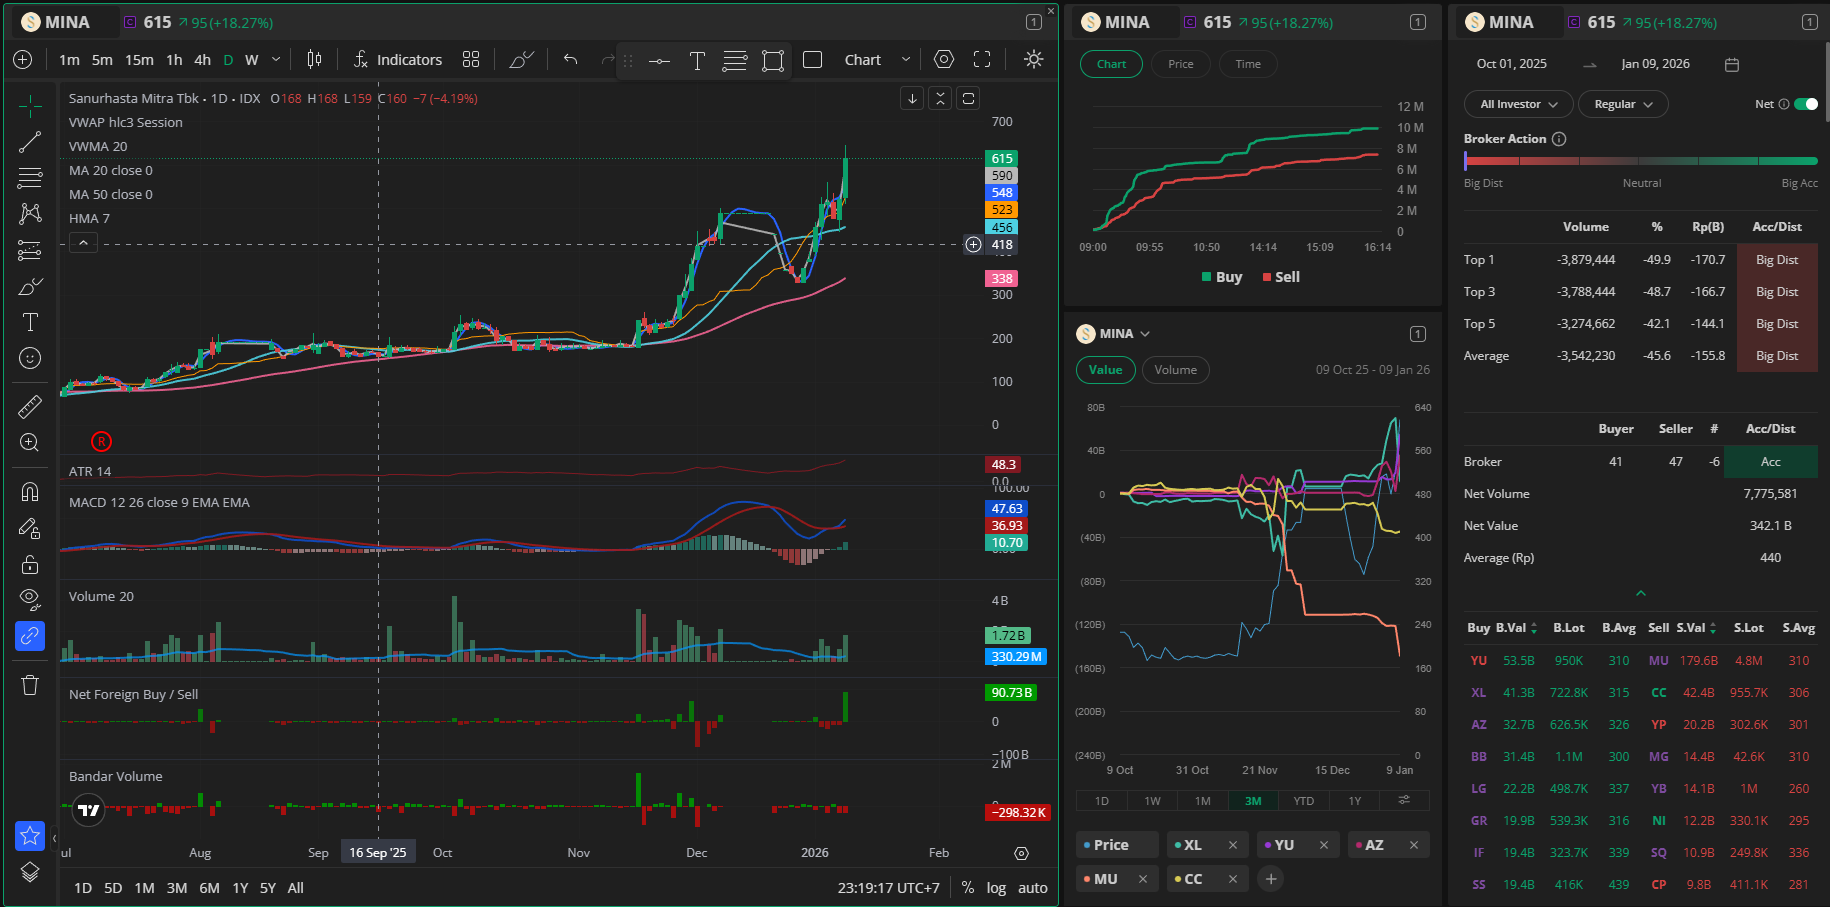 MINA C 615 95 (+18.27%) 1
1m 5m 15m 1h 4h D W Indicators T Chart
Sanurhasta Mitra Tbk · 1D · IDX O168 H168 L159 C160 −7 (−4.19%)
VWAP hlc3 Session
VWMA 20
MA 20 close 0
MA 50 close 0
HMA 7
700
615
590
548
523
456
418
338
300
200
100
0
R
ATR 14
48.3
0.0
100.00
MACD 12 26 close 9 EMA EMA
47.63
36.93
10.70
Volume 20
4 B
1.72 B
330.29 M
Net Foreign Buy / Sell
90.73 B
0
−100 B
2 M
Bandar Volume
−298.32 K
ul Aug Sep 16 Sep '25 Oct Nov Dec 2026 Feb
1D 5D 1M 3M 6M 1Y 5Y All 23:19:17 UTC+7 % log auto
MINA C 615 95 (+18.27%) 1
Chart Price Time
12 M
10 M
8 M
6 M
4 M
2 M
0
09:00 09:55 10:50 14:14 15:09 16:14
Buy Sell
MINA 1
Value Volume 09 Oct 25 - 09 Jan 26
80B 640
40B 560
0 480
(40B) 400
(80B) 320
(120B) 240
(160B) 160
(200B) 80
(240B) 0
9 Oct 31 Oct 21 Nov 15 Dec 9 Jan
1D 1W 1M 3M YTD 1Y
Price XL × YU × AZ ×
MU × CC × +
MINA C 615 95 (+18.27%) 1
Oct 01, 2025 Jan 09, 2026
All Investor Regular Net
Broker Action
Big Dist Neutral Big Acc
Volume % Rp(B) Acc/Dist
Top 1 -3,879,444 -49.9 -170.7 Big Dist
Top 3 -3,788,444 -48.7 -166.7 Big Dist
Top 5 -3,274,662 -42.1 -144.1 Big Dist
Average -3,542,230 -45.6 -155.8 Big Dist
Buyer Seller # Acc/Dist
Broker 41 47 -6 Acc
Net Volume 7,775,581
Net Value 342.1 B
Average (Rp) 440
Buy B.Val B.Lot B.Avg Sell S.Val S.Lot S.Avg
YU 53.5B 950K 310 MU 179.6B 4.8M 310
XL 41.3B 722.8K 315 CC 42.4B 955.7K 306
AZ 32.7B 626.5K 326 YP 20.2B 302.6K 301
BB 31.4B 1.1M 300 MG 14.4B 42.6K 310
LG 22.2B 498.7K 337 YB 14.1B 1M 260
GR 19.9B 539.3K 316 NI 12.2B 330.1K 295
IF 19.4B 323.7K 339 SQ 10.9B 249.8K 336
SS 19.4B 416K 439 CP 9.8B 411.1K 281